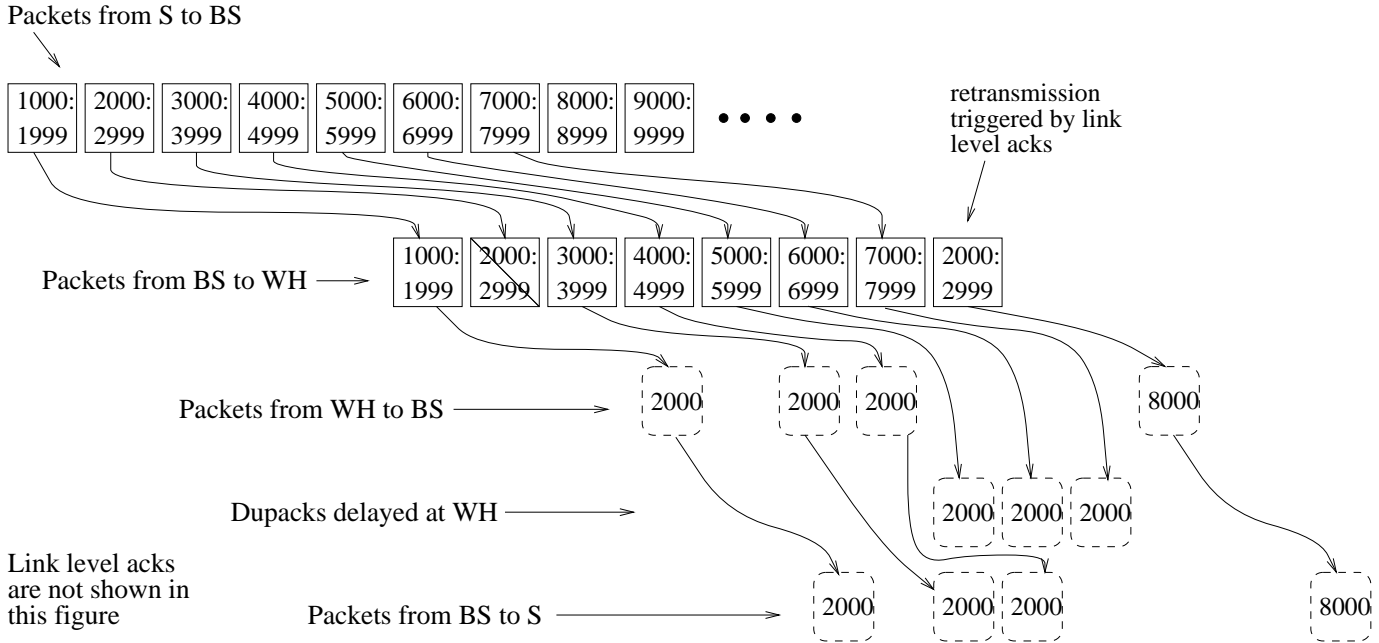 Packets from S to BS
1000: 2000: 3000: 4000: 5000: 6000: 7000: 8000: 9000:
1999 2999 3999 4999 5999 6999 7999 8999 9999
retransmission
triggered by link
level acks
1000: 2000: 3000: 4000: 5000: 6000: 7000: 2000:
Packets from BS to WH
1999 2999 3999 4999 5999 6999 7999 2999
Packets from WH to BS
2000 2000 2000 8000
Dupacks delayed at WH
2000 2000 2000
Link level acks
are not shown in
this figure
Packets from BS to S
2000 2000 2000 8000